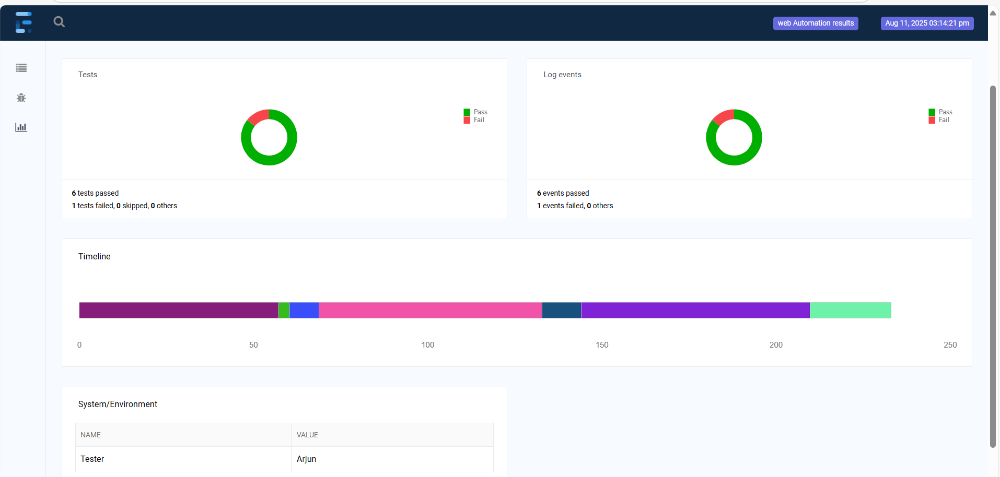 web Automation results
Aug 11, 2025 03:14:21 pm
Tests
Pass
Fail
6 tests passed
1 tests failed, 0 skipped, 0 others
Log events
Pass
Fail
6 events passed
1 events failed, 0 others
Timeline
0 50 100 150 200 250
System/Environment
NAME VALUE
Tester Arjun